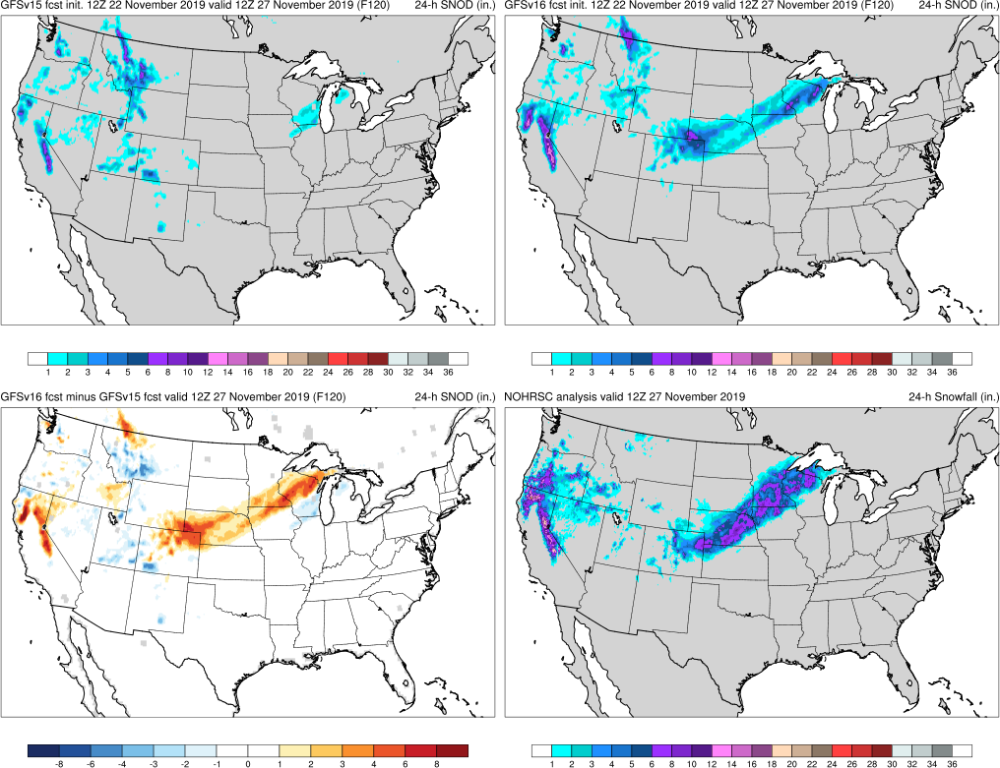 GFSv15 fcst init. 12Z 22 November 2019 valid 12Z 27 November 2019 (F120) 24-h SNOD (in.)
GFSv16 fcst init. 12Z 22 November 2019 valid 12Z 27 November 2019 (F120) 24-h SNOD (in.)
1 2 3 4 5 6 8 10 12 14 16 18 20 22 24 26 28 30 32 34 36
1 2 3 4 5 6 8 10 12 14 16 18 20 22 24 26 28 30 32 34 36
GFSv16 fcst minus GFSv15 fcst valid 12Z 27 November 2019 (F120) 24-h SNOD (in.)
NOHRSC analysis valid 12Z 27 November 2019 24-h Snowfall (in.)
-8 -6 -4 -2 -1 0 1 2 3 4 6 8
1 2 3 4 5 6 8 10 12 14 16 18 20 22 24 26 28 30 32 34 36